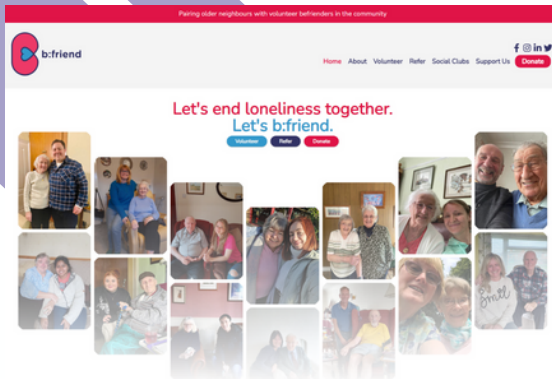 Pairing older neighbours with volunteer befrienders in the community
b:friend
Home About Volunteer Refer Social Clubs Support Us Donate
Let's end loneliness together.
Let's b:friend.
Volunteer Refer Donate
Smil